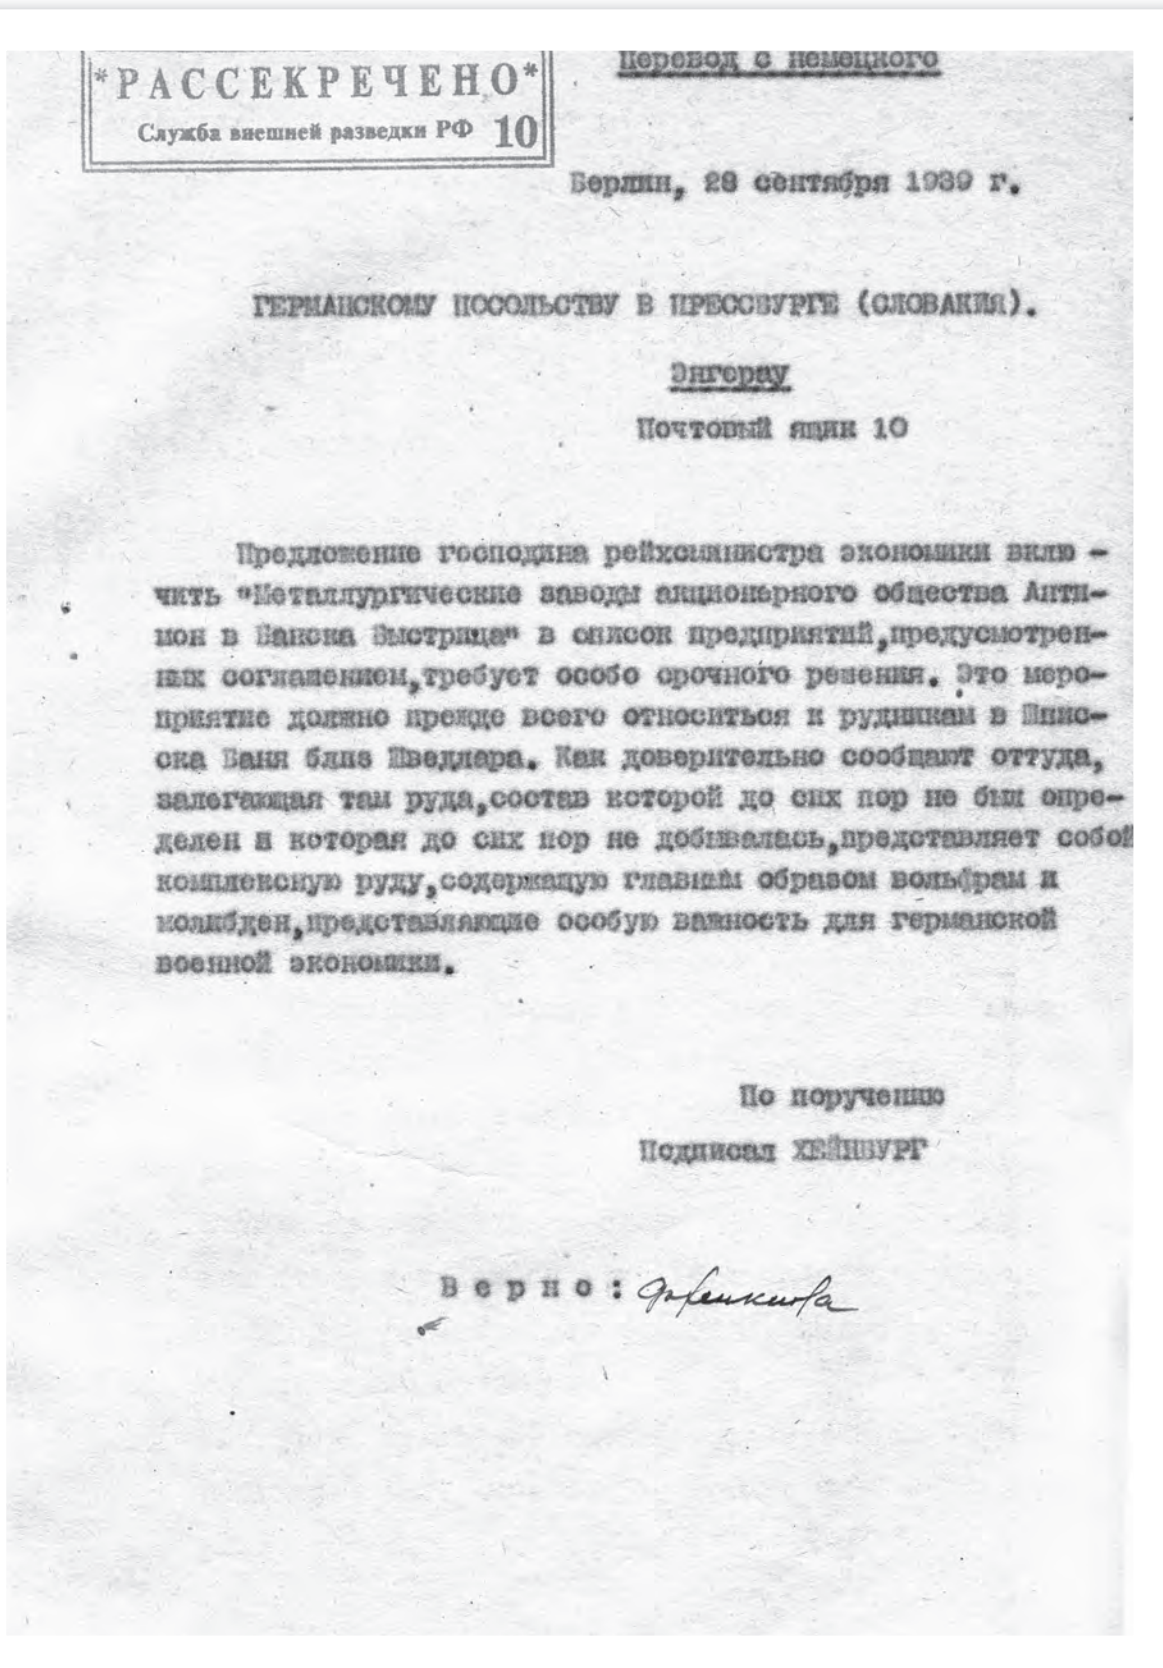 *РАССЕКРЕЧЕНО*
Служба внешней разведки РФ 10
Перевод с немецкого
Берлин, 28 сентября 1939 г.
ГЕРМАНСКОМУ ПОСОЛЬСТВУ В ПРЕССБУРГЕ (СЛОВАКИЯ).
Энгерау
Почтовый ящик 10
Предложение господина рейхсминистра экономики вклю -
чить "Металлургические заводы акционерного общества Анти-
мон в Банска Быстрица" в список предприятий,предусмотрен-
ных соглашением,требует особо срочного решения. Это меро-
приятие должно прежде всего относиться к рудникам в Шпис-
ска Баня близ Шведлера. Как доверительно сообщают оттуда,
залегающая там руда,состав которой до сих пор не был опре-
делен и которая до сих пор не добывалась,представляет собой
комплексную руду,содержащую главным образом вольфрам и
молибден,представляющие особую важность для германской
военной экономики.
По поручению
Подписал ХЕЙНБУРГ
Верно: